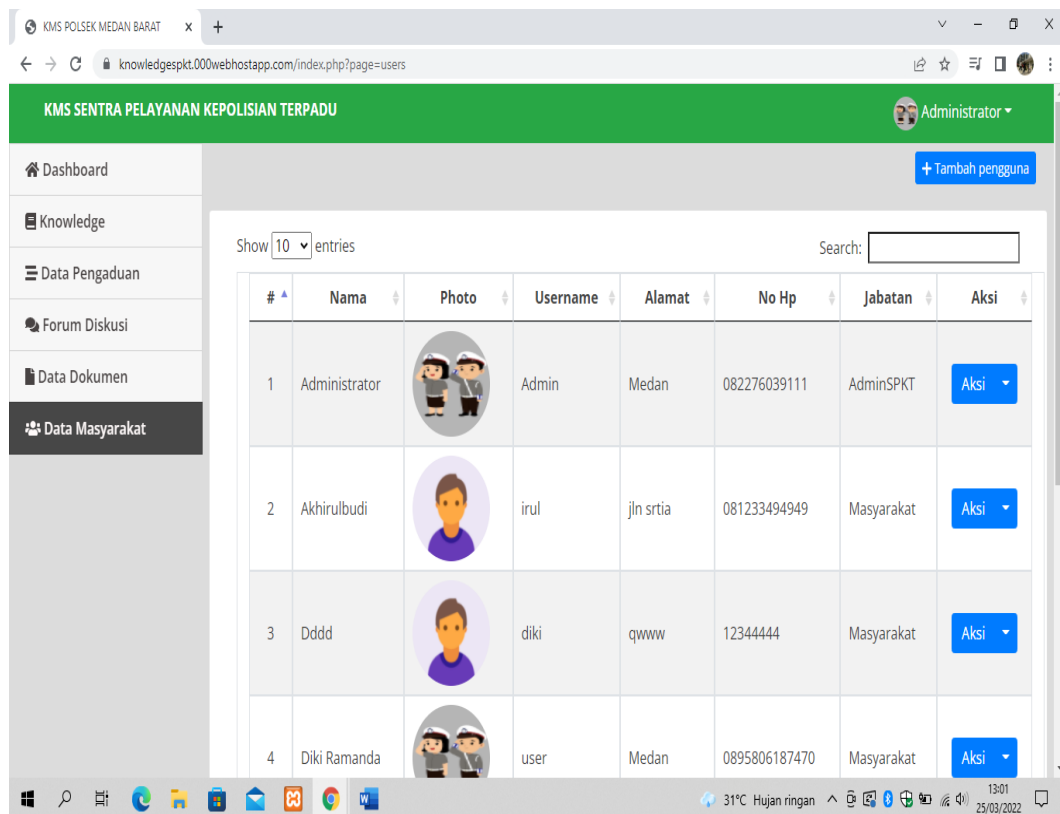 KMS POLSEK MEDAN BARAT
knowledgespkt.000webhostapp.com/index.php?page=users
KMS SENTRA PELAYANAN KEPOLISIAN TERPADU
Administrator
Dashboard
Knowledge
Data Pengaduan
Forum Diskusi
Data Dokumen
Data Masyarakat
+ Tambah pengguna
Show 10 entries
Search:
# Nama Photo Username Alamat No Hp Jabatan Aksi
1 Administrator Admin Medan 082276039111 AdminSPKT Aksi
2 Akhirulbudi irul jln srtia 081233494949 Masyarakat Aksi
3 Dddd diki qwww 12344444 Masyarakat Aksi
4 Diki Ramanda user Medan 0895806187470 Masyarakat Aksi
31°C Hujan ringan
13:01
25/03/2022